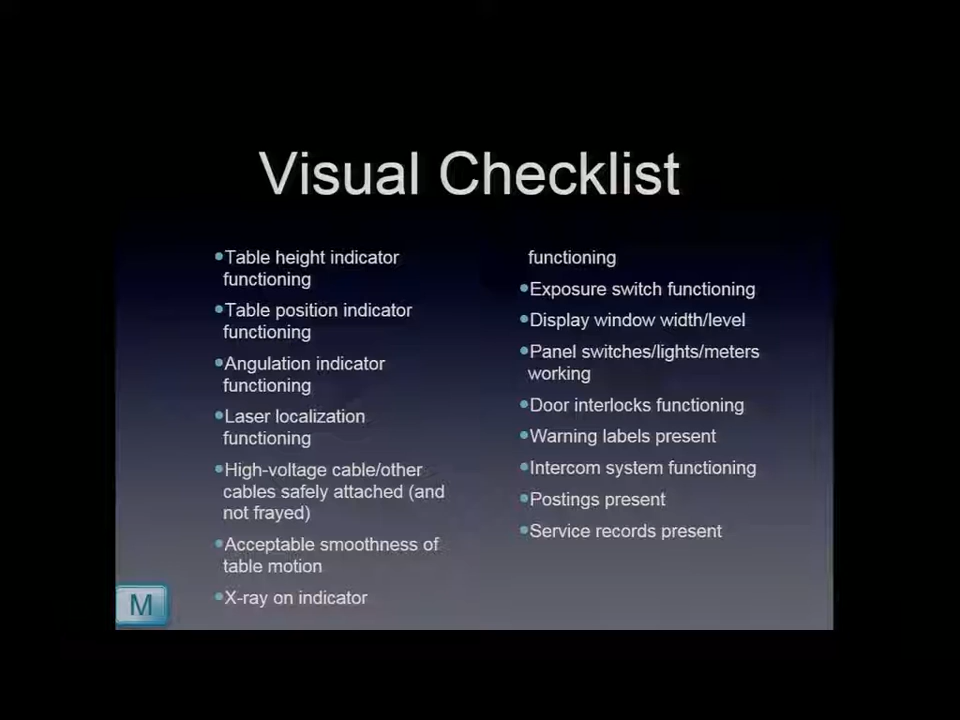 Visual Checklist
•Table height indicator
functioning
•Table position indicator
functioning
•Angulation indicator
functioning
•Laser localization
functioning
•High-voltage cable/other
cables safely attached (and
not frayed)
•Acceptable smoothness of
table motion
•X-ray on indicator
functioning
•Exposure switch functioning
•Display window width/level
•Panel switches/lights/meters
working
•Door interlocks functioning
•Warning labels present
•Intercom system functioning
•Postings present
•Service records present
M